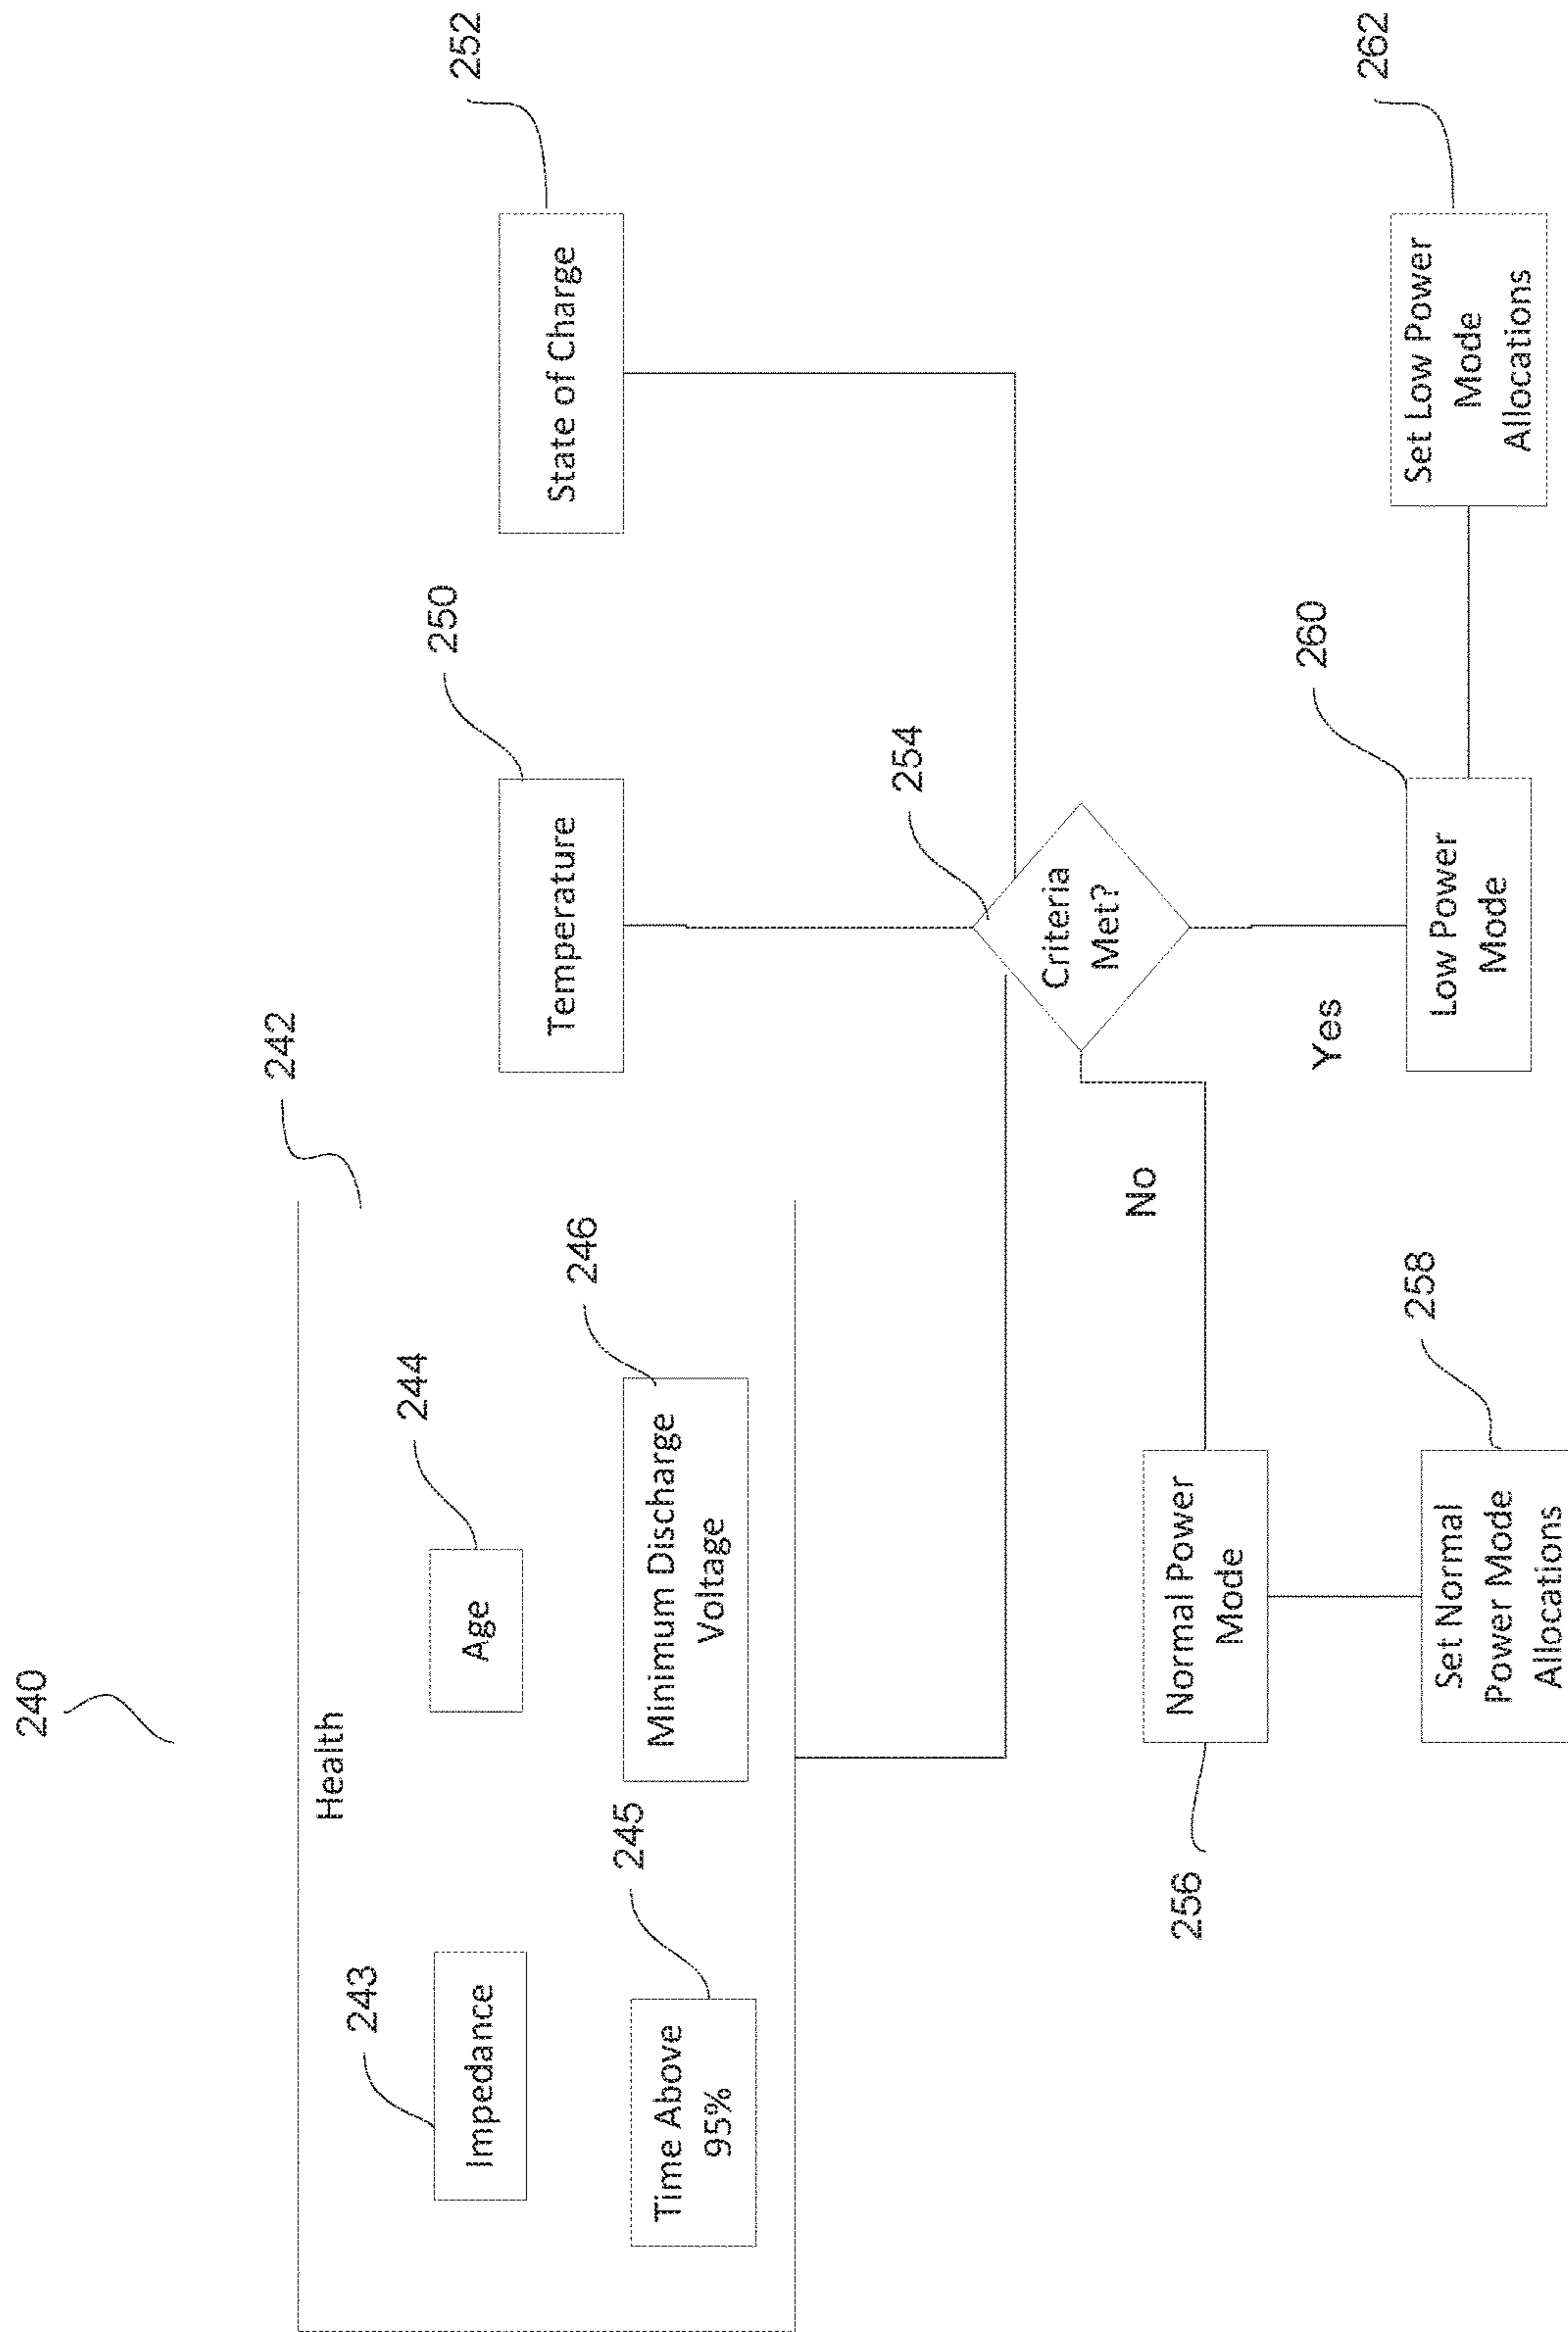 240
242
Health
243
Impedance
244
Age
245
Time Above
95%
246
Minimum Discharge
Voltage
250
Temperature
252
State of Charge
254
Criteria
Met?
No
Yes
256
Normal Power
Mode
258
Set Normal
Power Mode
Allocations
260
Low Power
Mode
262
Set Low Power
Mode
Allocations